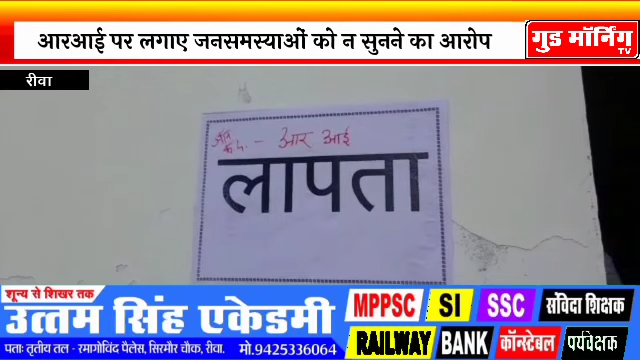 आरआई पर लगाए जनसमस्याओं को न सुनने का आरोप
गुड मॉर्निंग
TV
रीवा
- आर आई
लापता
शून्य से शिखर तक
उत्तम सिंह एकेडमी
पताः तृतीय तल - रमागोविंद पैलेस, सिरमौर चौक, रीवा. मो.9425336064
MPPSC SI SSC संविदा शिक्षक
RAILWAY BANK कॉन्स्टेबल पर्यवेक्षक